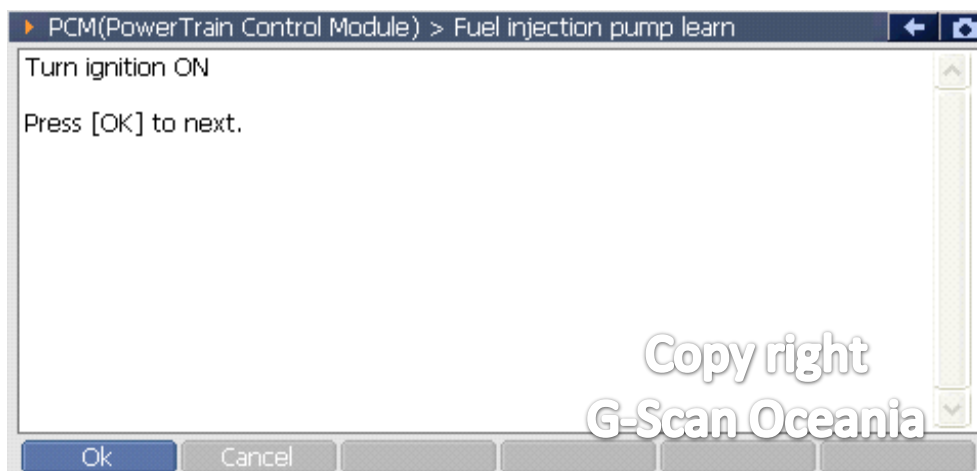 PCM(PowerTrain Control Module) > Fuel injection pump learn
Turn ignition ON
Press [OK] to next.
Copy right
G-Scan Oceania
Ok
Cancel